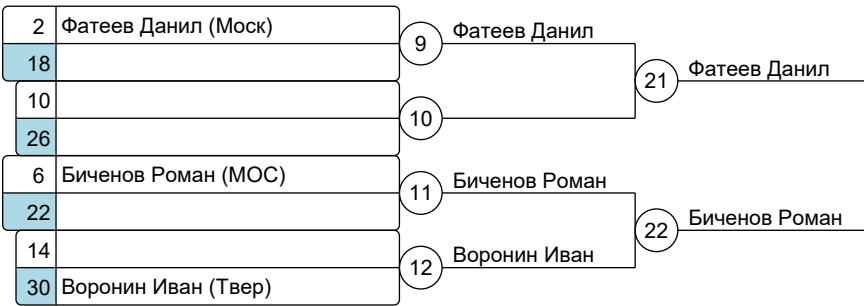 2 Фатеев Данил (Моск)
18
9 Фатеев Данил
21 Фатеев Данил
10
26
10
6 Биченов Роман (МОС)
22
11 Биченов Роман
22 Биченов Роман
14
30 Воронин Иван (Твер)
12 Воронин Иван